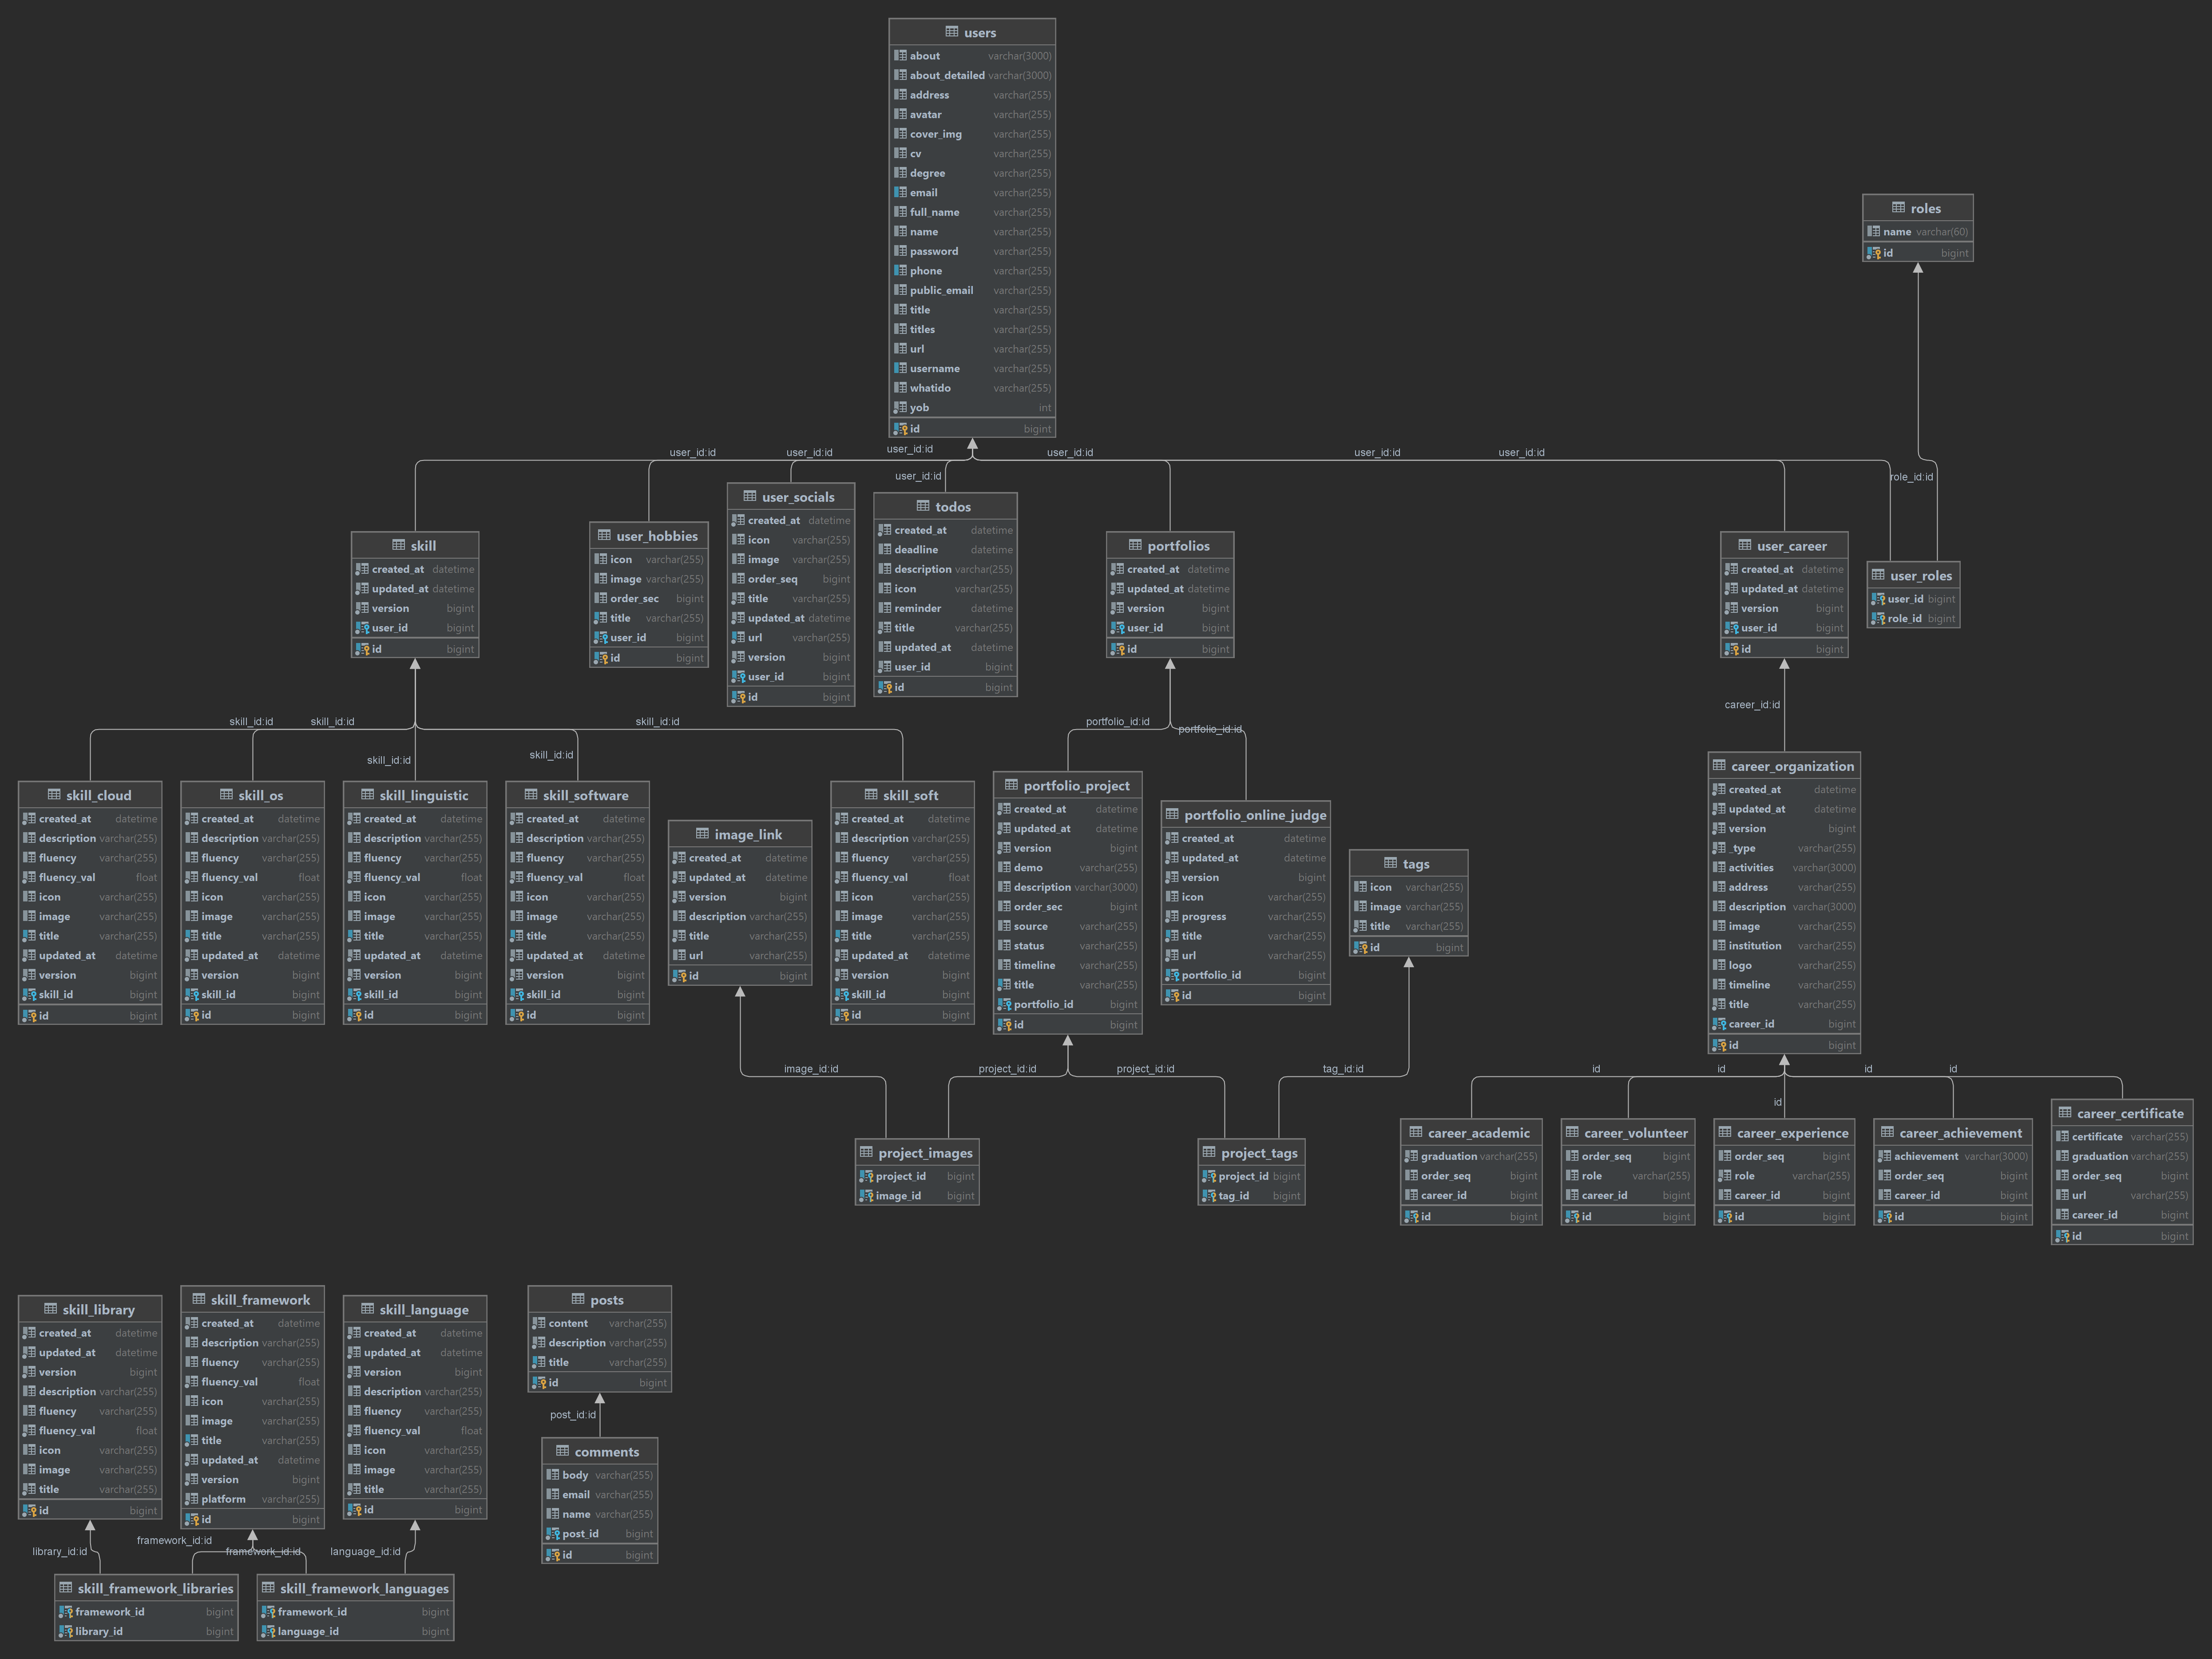 users
about varchar(3000)
about_detailed varchar(3000)
address varchar(255)
avatar varchar(255)
cover_img varchar(255)
cv varchar(255)
degree varchar(255)
email varchar(255)
full_name varchar(255)
name varchar(255)
password varchar(255)
phone varchar(255)
public_email varchar(255)
title varchar(255)
titles varchar(255)
url varchar(255)
username varchar(255)
whatido varchar(255)
yob int
id bigint
roles
name varchar(60)
id bigint
user_id:id
user_id:id
user_id:id
user_id:id
user_id:id
user_id:id
user_id:id
role_id:id
skill
created_at datetime
updated_at datetime
version bigint
user_id bigint
id bigint
user_hobbies
icon varchar(255)
image varchar(255)
order_sec bigint
title varchar(255)
user_id bigint
id bigint
user_socials
created_at datetime
icon varchar(255)
image varchar(255)
order_seq bigint
title varchar(255)
updated_at datetime
url varchar(255)
version bigint
user_id bigint
id bigint
todos
created_at datetime
deadline datetime
description varchar(255)
icon varchar(255)
reminder datetime
title varchar(255)
updated_at datetime
user_id bigint
id bigint
portfolios
created_at datetime
updated_at datetime
version bigint
user_id bigint
id bigint
user_career
created_at datetime
updated_at datetime
version bigint
user_id bigint
id bigint
user_roles
user_id bigint
role_id bigint
skill_id:id
skill_id:id
skill_id:id
skill_id:id
skill_id:id
portfolio_id:id
portfolio_id:id
career_id:id
skill_cloud
created_at datetime
description varchar(255)
fluency varchar(255)
fluency_val float
icon varchar(255)
image varchar(255)
title varchar(255)
updated_at datetime
version bigint
skill_id bigint
id bigint
skill_os
created_at datetime
description varchar(255)
fluency varchar(255)
fluency_val float
icon varchar(255)
image varchar(255)
title varchar(255)
updated_at datetime
version bigint
skill_id bigint
id bigint
skill_linguistic
created_at datetime
description varchar(255)
fluency varchar(255)
fluency_val float
icon varchar(255)
image varchar(255)
title varchar(255)
updated_at datetime
version bigint
skill_id bigint
id bigint
skill_software
created_at datetime
description varchar(255)
fluency varchar(255)
fluency_val float
icon varchar(255)
image varchar(255)
title varchar(255)
updated_at datetime
version bigint
skill_id bigint
id bigint
image_link
created_at datetime
updated_at datetime
version bigint
description varchar(255)
title varchar(255)
url varchar(255)
id bigint
skill_soft
created_at datetime
description varchar(255)
fluency varchar(255)
fluency_val float
icon varchar(255)
image varchar(255)
title varchar(255)
updated_at datetime
version bigint
skill_id bigint
id bigint
portfolio_project
created_at datetime
updated_at datetime
version bigint
demo varchar(255)
description varchar(3000)
order_sec bigint
source varchar(255)
status varchar(255)
timeline varchar(255)
title varchar(255)
portfolio_id bigint
id bigint
portfolio_online_judge
created_at datetime
updated_at datetime
version bigint
icon varchar(255)
progress varchar(255)
title varchar(255)
url varchar(255)
portfolio_id bigint
id bigint
tags
icon varchar(255)
image varchar(255)
title varchar(255)
id bigint
career_organization
created_at datetime
updated_at datetime
version bigint
_type varchar(255)
activities varchar(3000)
address varchar(255)
description varchar(3000)
image varchar(255)
institution varchar(255)
logo varchar(255)
timeline varchar(255)
title varchar(255)
career_id bigint
id bigint
image_id:id
project_id:id
project_id:id
tag_id:id
id
id
id
id
id
project_images
project_id bigint
image_id bigint
project_tags
project_id bigint
tag_id bigint
career_academic
graduation varchar(255)
order_seq bigint
career_id bigint
id bigint
career_volunteer
order_seq bigint
role varchar(255)
career_id bigint
id bigint
career_experience
order_seq bigint
role varchar(255)
career_id bigint
id bigint
career_achievement
achievement varchar(3000)
order_seq bigint
career_id bigint
id bigint
career_certificate
certificate varchar(255)
graduation varchar(255)
order_seq bigint
url varchar(255)
career_id bigint
id bigint
skill_library
created_at datetime
updated_at datetime
version bigint
description varchar(255)
fluency varchar(255)
fluency_val float
icon varchar(255)
image varchar(255)
title varchar(255)
id bigint
skill_framework
created_at datetime
description varchar(255)
fluency varchar(255)
fluency_val float
icon varchar(255)
image varchar(255)
title varchar(255)
updated_at datetime
version bigint
platform varchar(255)
id bigint
skill_language
created_at datetime
updated_at datetime
version bigint
description varchar(255)
fluency varchar(255)
fluency_val float
icon varchar(255)
image varchar(255)
title varchar(255)
id bigint
posts
content varchar(255)
description varchar(255)
title varchar(255)
id bigint
post_id:id
comments
body varchar(255)
email varchar(255)
name varchar(255)
post_id bigint
id bigint
library_id:id
framework_id:id
framework_id:id
language_id:id
skill_framework_libraries
framework_id bigint
library_id bigint
skill_framework_languages
framework_id bigint
language_id bigint